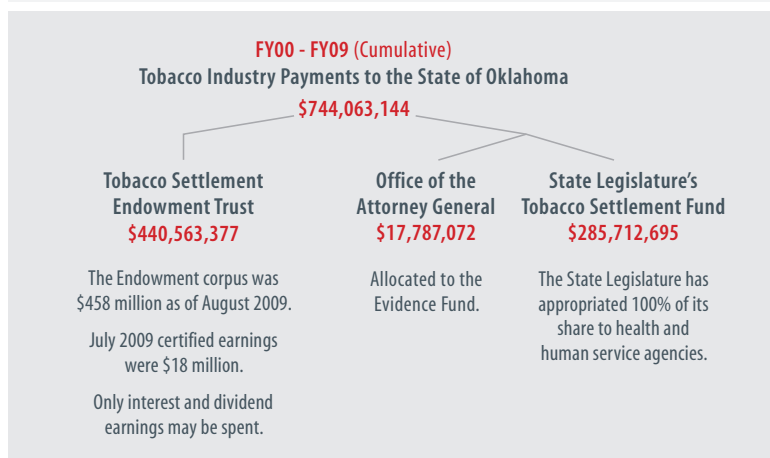 FY00 - FY09 (Cumulative)
Tobacco Industry Payments to the State of Oklahoma
$744,063,144
Tobacco Settlement
Endowment Trust
$440,563,377
The Endowment corpus was
$458 million as of August 2009.
July 2009 certified earnings
were $18 million.
Only interest and dividend
earnings may be spent.
Office of the
Attorney General
$17,787,072
Allocated to the
Evidence Fund.
State Legislature’s
Tobacco Settlement Fund
$285,712,695
The State Legislature has
appropriated 100% of its
share to health and
human service agencies.